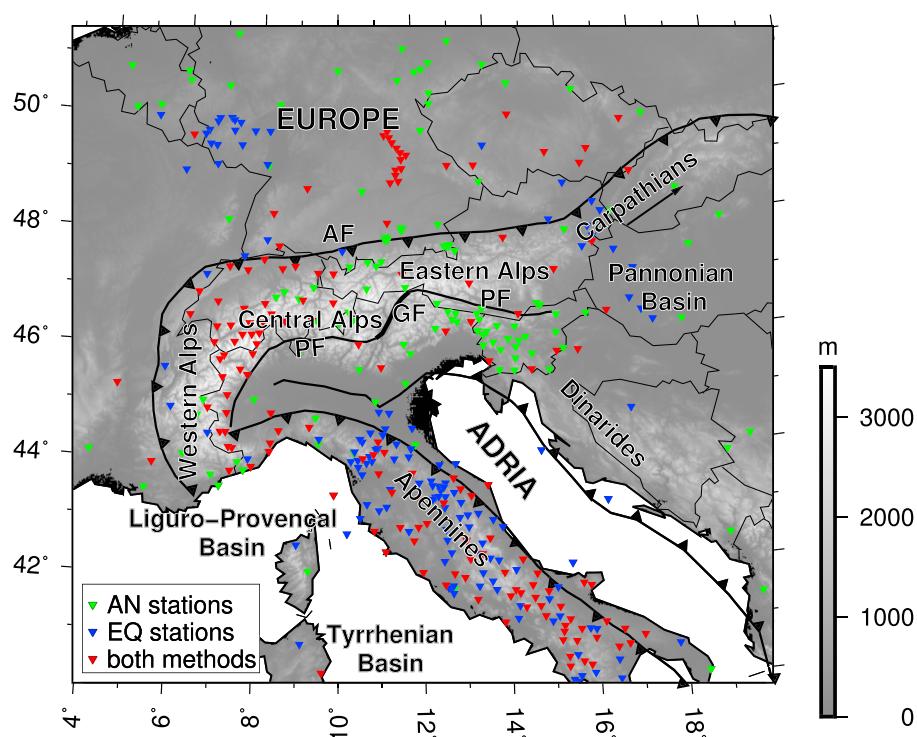 m
50°
EUROPE
3000
Carpathians
48°
AF
Eastern Alps
Pannonian
Basin
PF
GF
Central Alps
46°
PF
Western Alps
2000
Dinarides
ADRIA
44°
Apennines
Liguro–Provencal
Basin
42°
1000
AN stations
EQ stations
both methods
Tyrrhenian
Basin
0
4°
6°
8°
10°
12°
14°
16°
18°